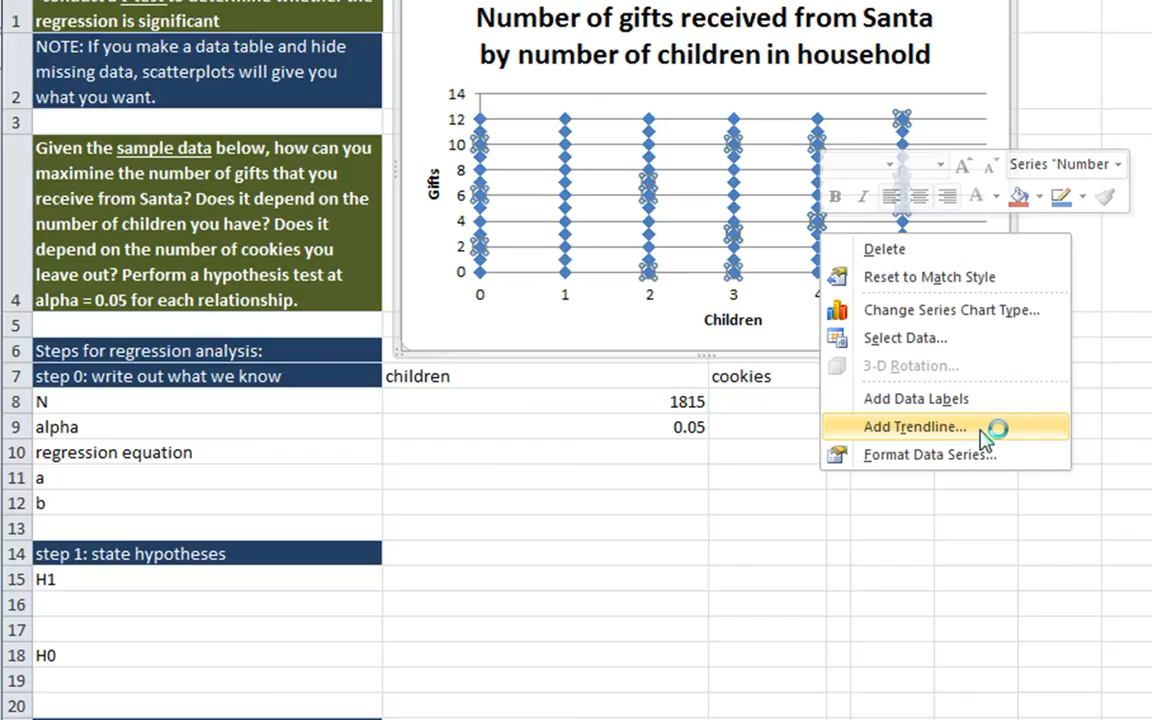 conduct a t-test to determine whether the
regression is significant
1
NOTE: If you make a data table and hide
missing data, scatterplots will give you
what you want.
2
3
Given the sample data below, how can you
maximine the number of gifts that you
receive from Santa? Does it depend on the
number of children you have? Does it
depend on the number of cookies you
leave out? Perform a hypothesis test at
alpha = 0.05 for each relationship.
4
5
6 Steps for regression analysis:
7 step 0: write out what we know children cookies
8 N 1815
9 alpha 0.05
10 regression equation
11 a
12 b
13
14 step 1: state hypotheses
15 H1
16
17
18 H0
19
20
Number of gifts received from Santa
by number of children in household
14
12
10
8
6
4
2
0
Gifts
0 1 2 3 4
Children
A A Series "Number
B I A
Delete
Reset to Match Style
Change Series Chart Type...
Select Data...
3-D Rotation...
Add Data Labels
Add Trendline...
Format Data Series...